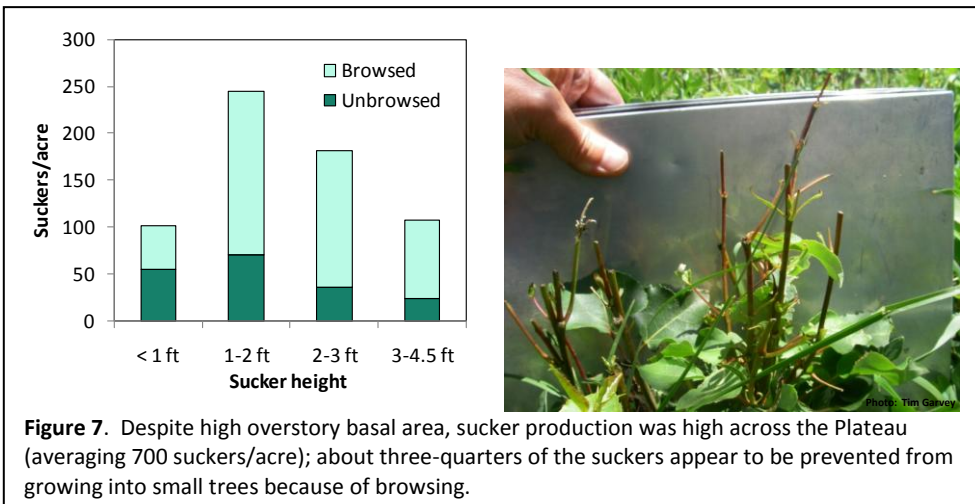 300
250
200
150
100
50
0
Suckers/acre
Browsed
Unbrowsed
< 1 ft 1-2 ft 2-3 ft 3-4.5 ft
Sucker height
Photo: Tim Garvey
Figure 7. Despite high overstory basal area, sucker production was high across the Plateau
(averaging 700 suckers/acre); about three-quarters of the suckers appear to be prevented from
growing into small trees because of browsing.